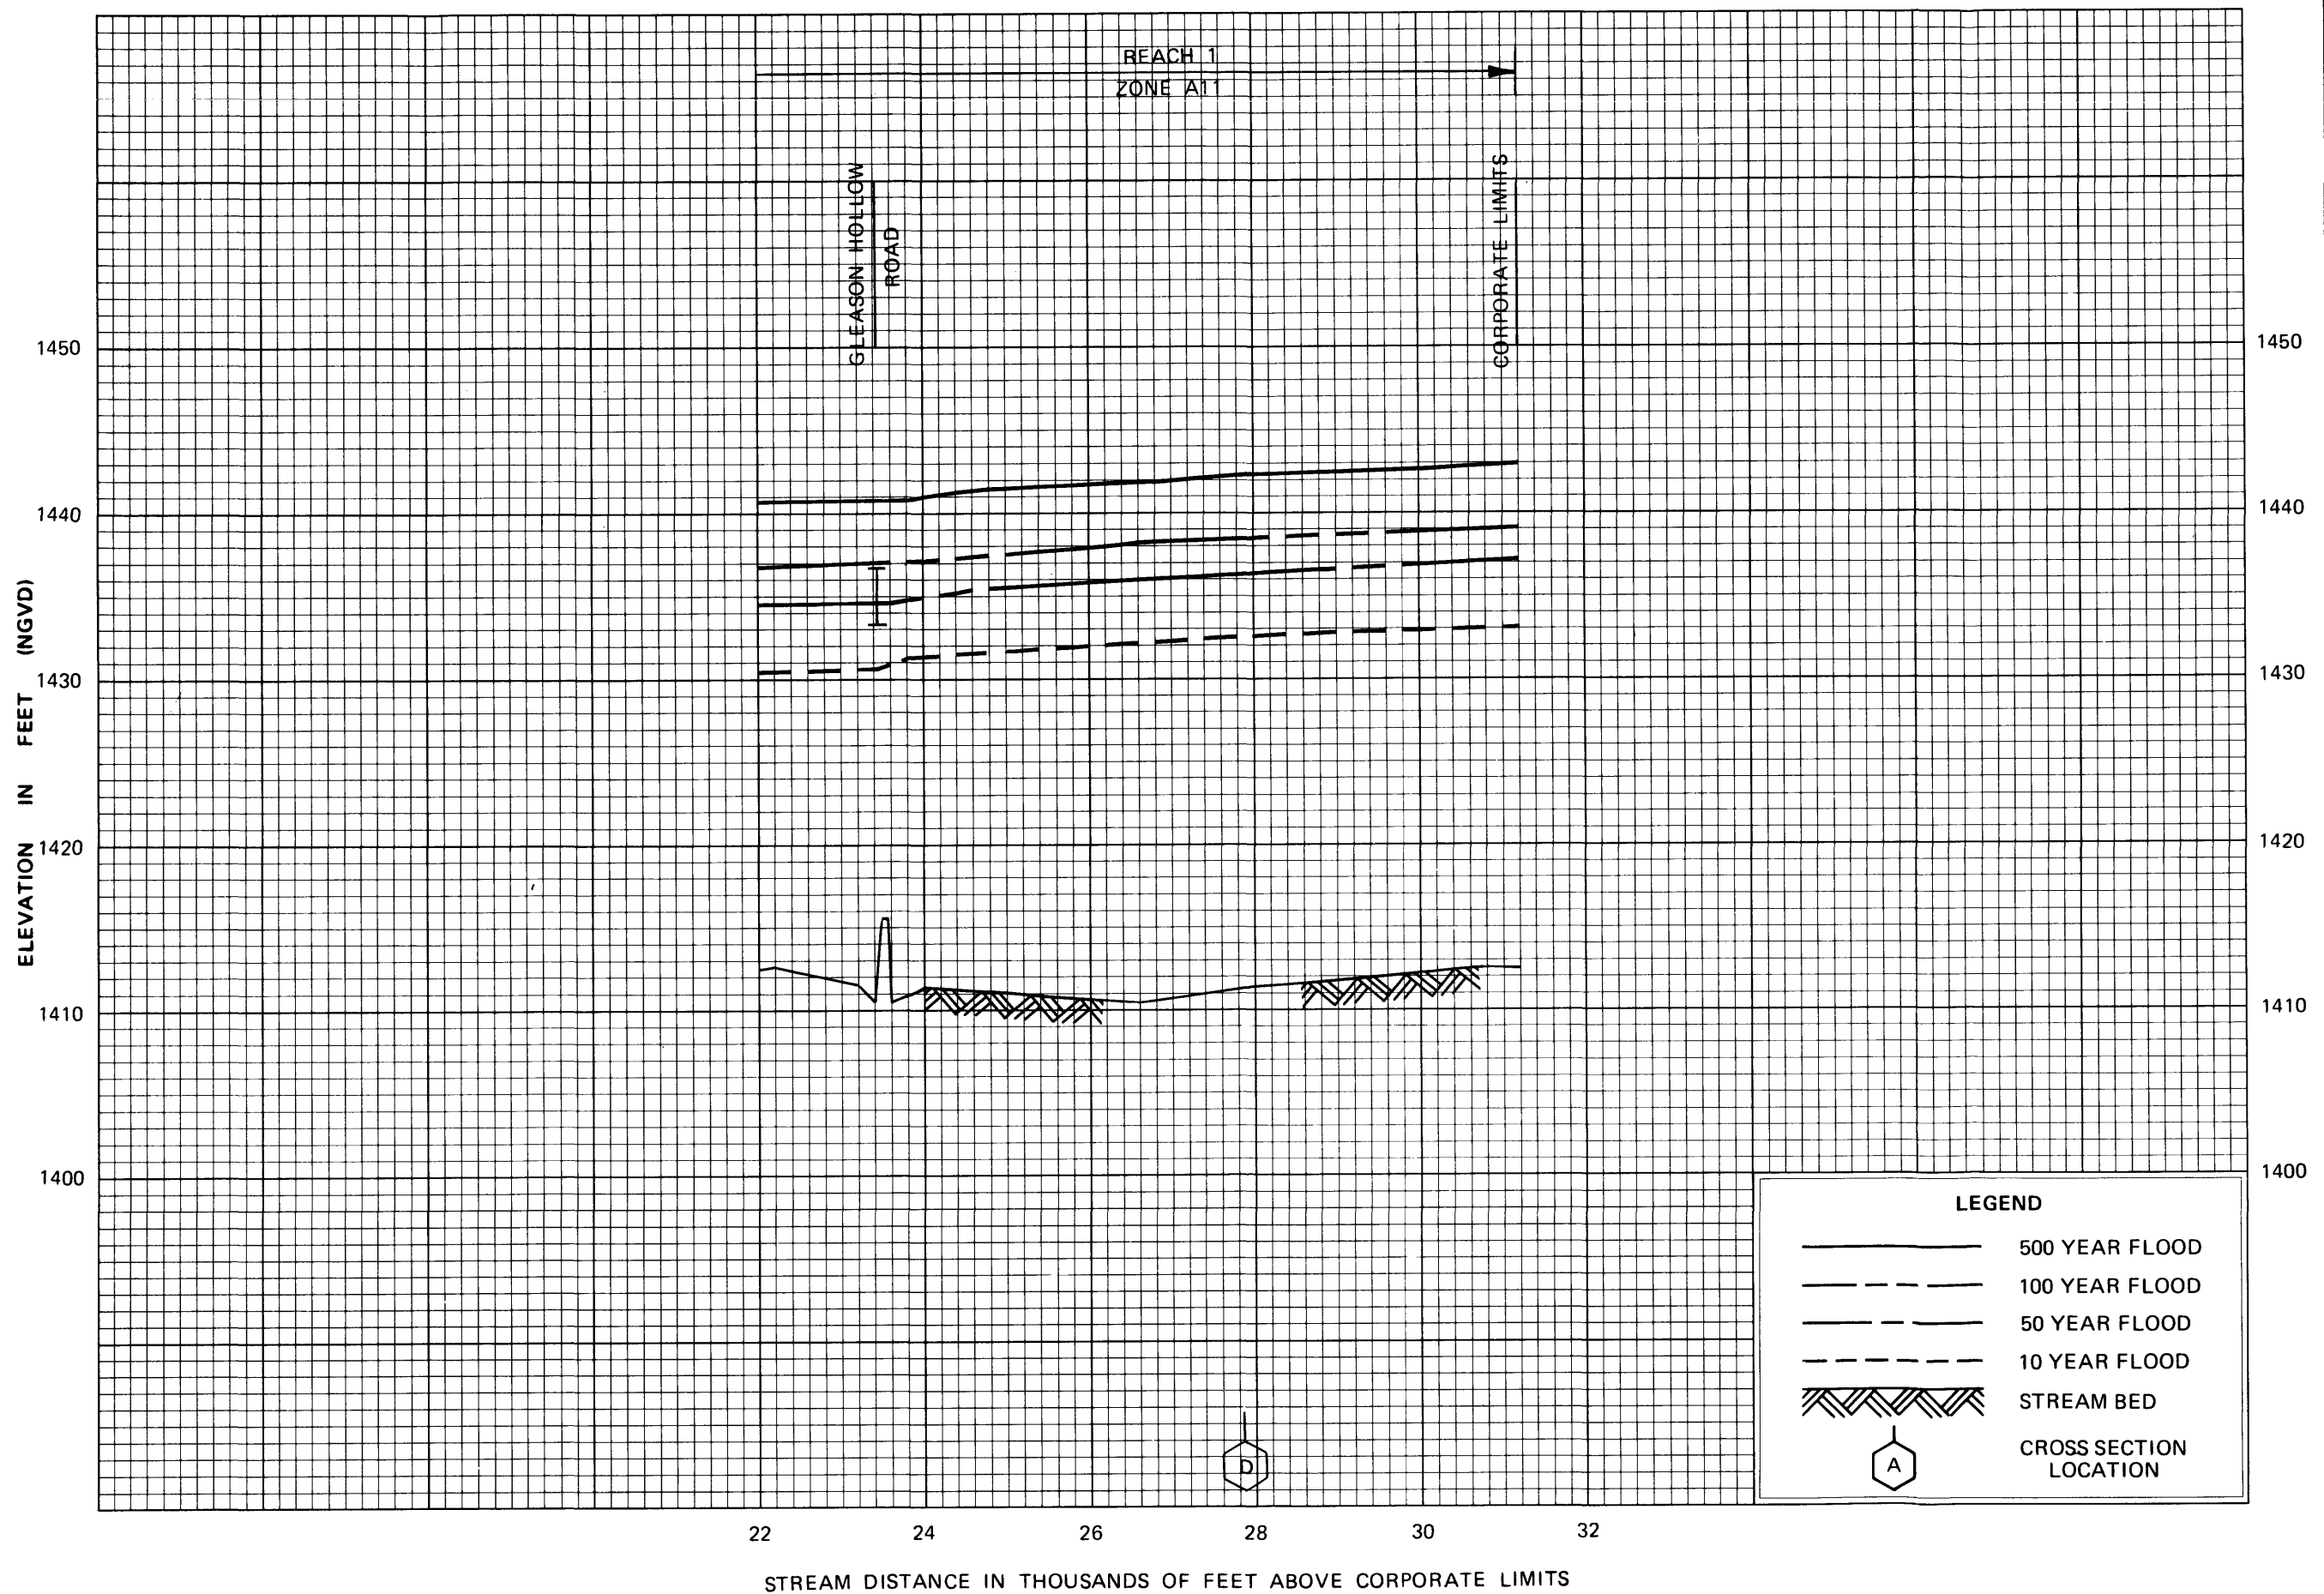 REACH 1
ZONE A11
GLEASON HOLLOW
ROAD
CORPORATE LIMITS
ELEVATION IN FEET (NGVD)
1450
1440
1430
1420
1410
1400
1450
1440
1430
1420
1410
1400
D
LEGEND
500 YEAR FLOOD
100 YEAR FLOOD
50 YEAR FLOOD
10 YEAR FLOOD
STREAM BED
A
CROSS SECTION
LOCATION
22 24 26 28 30 32
STREAM DISTANCE IN THOUSANDS OF FEET ABOVE CORPORATE LIMITS